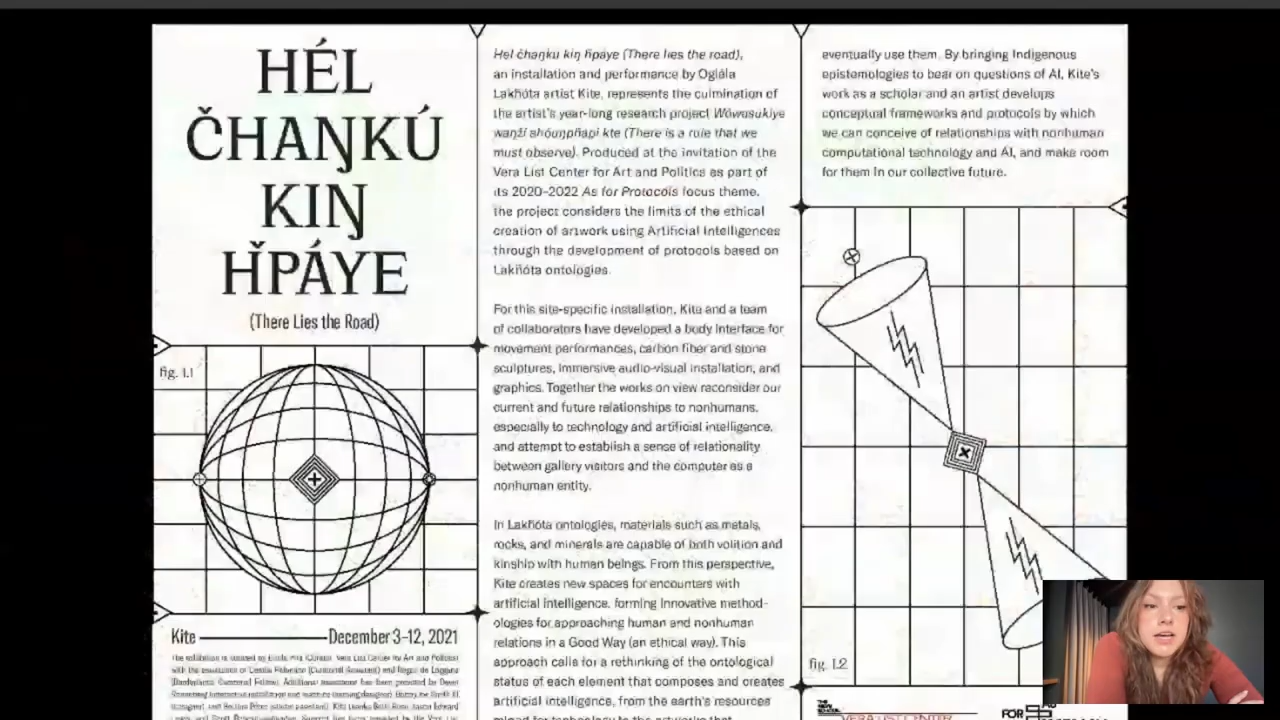 HÉL
ČHAŊKÚ
KIŊ
ȞPÁYE
(There Lies the Road)
fig. 1.1
Kite
December 3–12, 2021
Hél čhaŋkú kiŋ ȟpáye (There lies the road),
an installation and performance by Oglála
Lakȟóta artist Kite, represents the culmination of
the artist's year-long research project Wówasukiye
waŋží ahóuŋpȟapi kte (There is a rule that we
must observe). Produced at the invitation of the
Vera List Center for Art and Politics as part of
its 2020–2022 As for Protocols focus theme,
the project considers the limits of the ethical
creation of artwork using Artificial Intelligences
through the development of protocols based on
Lakȟóta ontologies.
For this site-specific installation, Kite and a team
of collaborators have developed a body interface for
movement performances, carbon fiber and stone
sculptures, immersive audio-visual installation, and
graphics. Together the works on view reconsider our
current and future relationships to nonhumans,
especially to technology and artificial intelligence,
and attempt to establish a sense of relationality
between gallery visitors and the computer as a
nonhuman entity.
In Lakȟóta ontologies, materials such as metals,
rocks, and minerals are capable of both volition and
kinship with human beings. From this perspective,
Kite creates new spaces for encounters with
artificial intelligence, forming innovative method-
ologies for approaching human and nonhuman
relations in a Good Way (an ethical way). This
approach calls for a rethinking of the ontological
status of each element that composes and creates
artificial intelligence, from the earth's resources
eventually use them. By bringing Indigenous
epistemologies to bear on questions of AI, Kite's
work as a scholar and an artist develops
conceptual frameworks and protocols by which
we can conceive of relationships with nonhuman
computational technology and AI, and make room
for them in our collective future.
fig. 1.2
VERA LIST CENTER
FOR